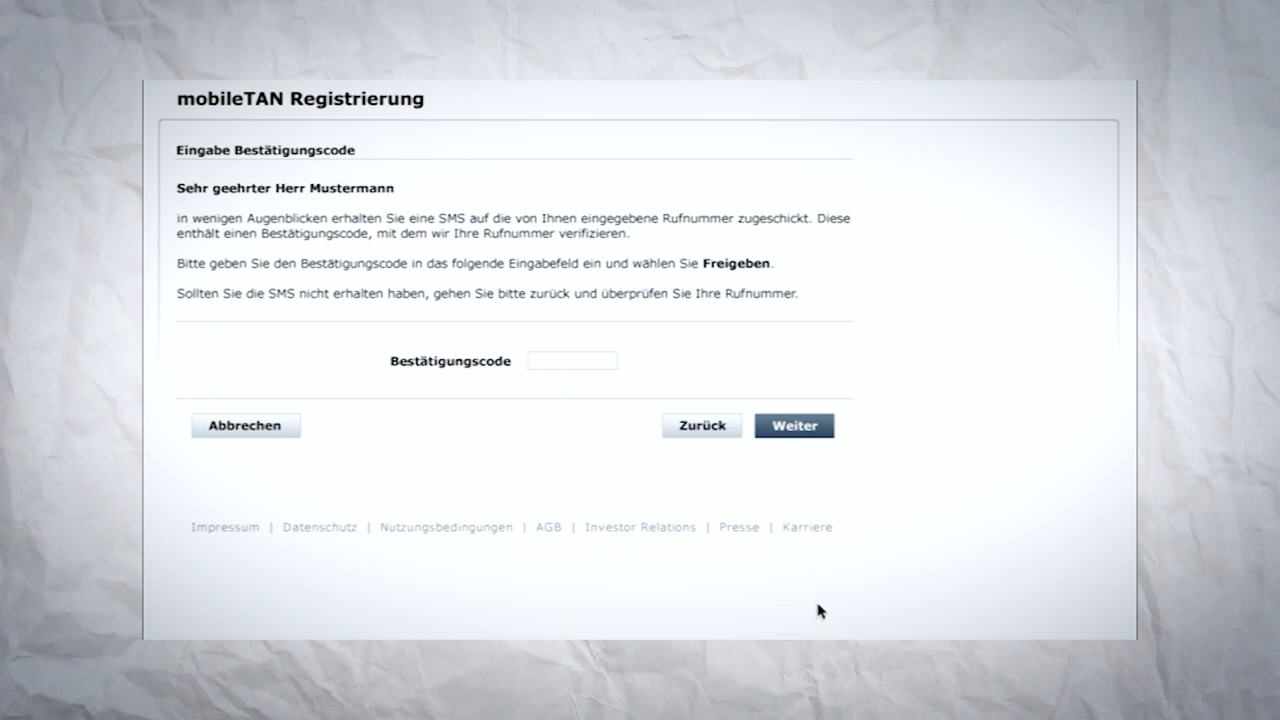 mobileTAN Registrierung
Eingabe Bestätigungscode
Sehr geehrter Herr Mustermann
in wenigen Augenblicken erhalten Sie eine SMS auf die von Ihnen eingegebene Rufnummer zugeschickt. Diese
enthält einen Bestätigungscode, mit dem wir Ihre Rufnummer verifizieren.
Bitte geben Sie den Bestätigungscode in das folgende Eingabefeld ein und wählen Sie Freigeben.
Sollten Sie die SMS nicht erhalten haben, gehen Sie bitte zurück und überprüfen Sie Ihre Rufnummer.
Bestätigungscode
Abbrechen Zurück Weiter
Impressum | Datenschutz | Nutzungsbedingungen | AGB | Investor Relations | Presse | Karriere